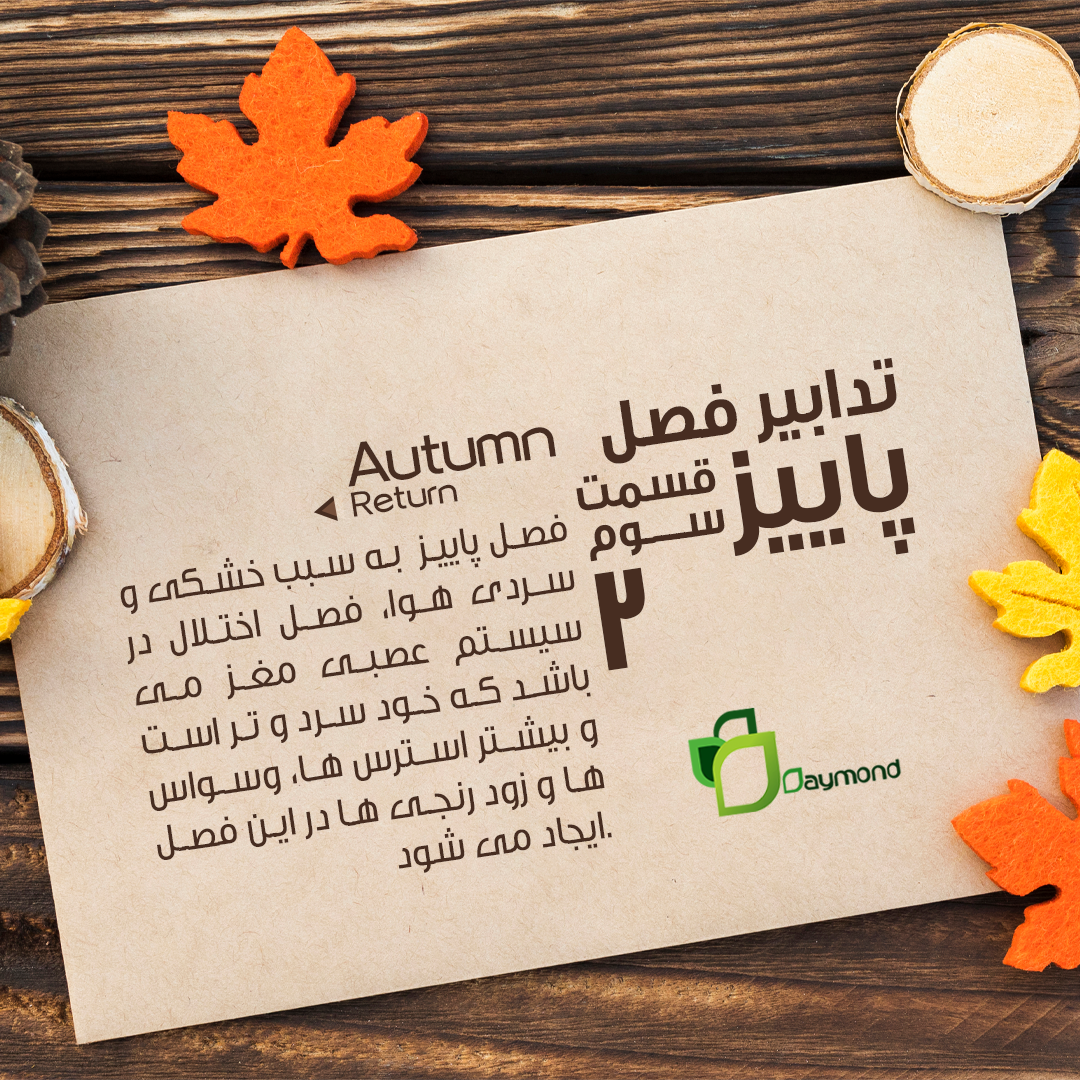 تدابیر فصل
پاییز
قسمت
سوم
۲
Autumn
Return
فصل پاییز به سبب خشکی و
سردی هوا، فصل اختلال در
سیستم عصبی مغز می
باشد که خود سرد و تر است
و بیشتر استرس ها، وسواس
ها و زود رنجی ها در این فصل
.ایجاد می شود
Daymond